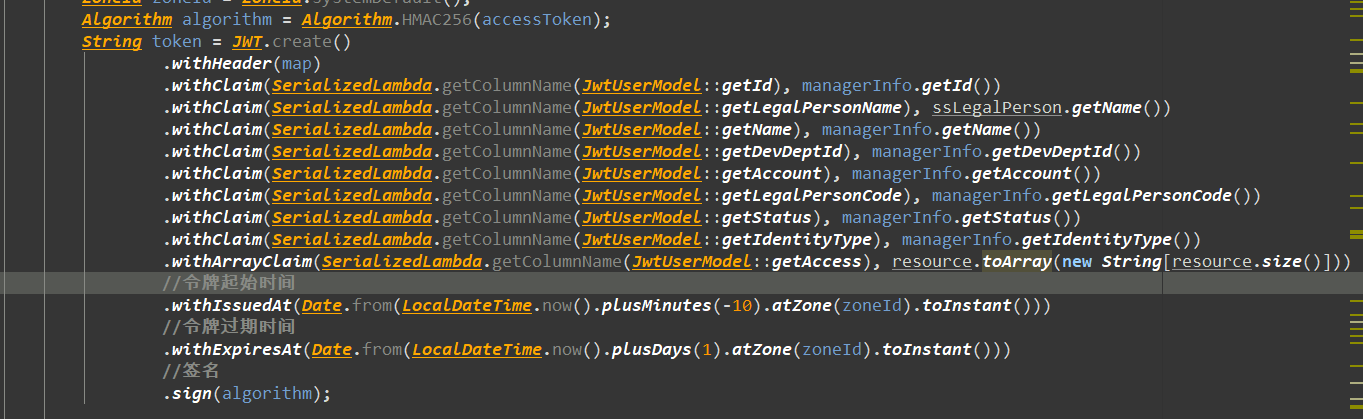 ZoneId zoneId = ZoneId.systemDefault();
Algorithm algorithm = Algorithm.HMAC256(accessToken);
String token = JWT.create()
.withHeader(map)
.withClaim(SerializedLambda.getColumnName(JwtUserModel::getId), managerInfo.getId())
.withClaim(SerializedLambda.getColumnName(JwtUserModel::getLegalPersonName), ssLegalPerson.getName())
.withClaim(SerializedLambda.getColumnName(JwtUserModel::getName), managerInfo.getName())
.withClaim(SerializedLambda.getColumnName(JwtUserModel::getDevDeptId), managerInfo.getDevDeptId())
.withClaim(SerializedLambda.getColumnName(JwtUserModel::getAccount), managerInfo.getAccount())
.withClaim(SerializedLambda.getColumnName(JwtUserModel::getLegalPersonCode), managerInfo.getLegalPersonCode())
.withClaim(SerializedLambda.getColumnName(JwtUserModel::getStatus), managerInfo.getStatus())
.withClaim(SerializedLambda.getColumnName(JwtUserModel::getIdentityType), managerInfo.getIdentityType())
.withArrayClaim(SerializedLambda.getColumnName(JwtUserModel::getAccess), resource.toArray(new String[resource.size()]))
//令牌起始时间
.withIssuedAt(Date.from(LocalDateTime.now().plusMinutes(-10).atZone(zoneId).toInstant()))
//令牌过期时间
.withExpiresAt(Date.from(LocalDateTime.now().plusDays(1).atZone(zoneId).toInstant()))
//签名
.sign(algorithm);